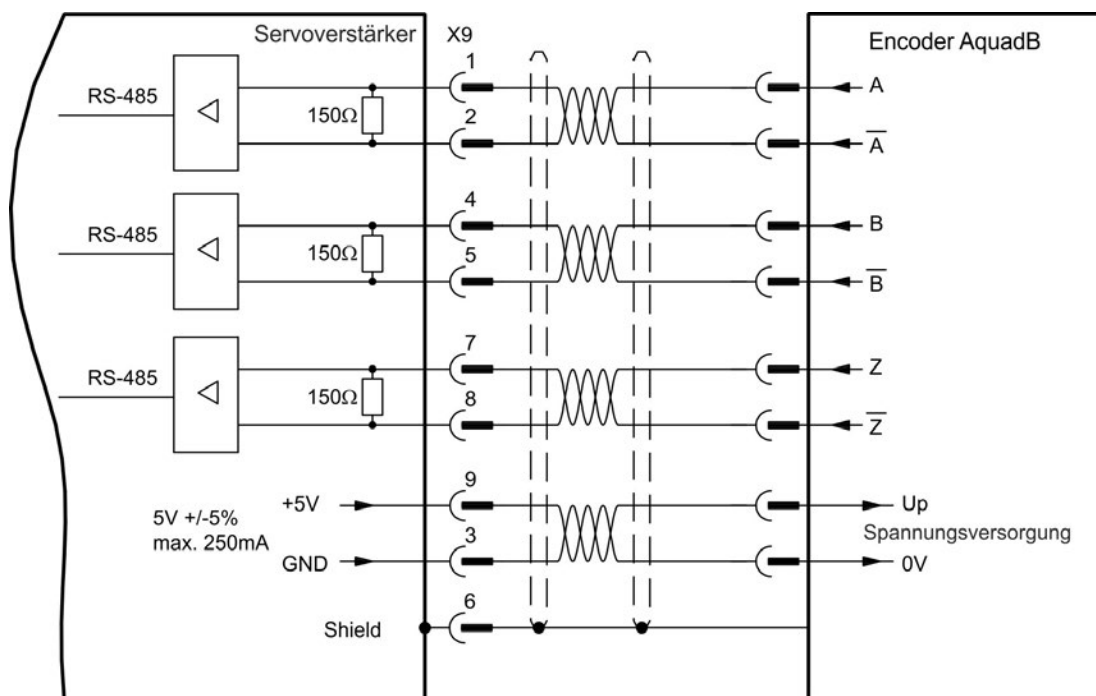 Servoverstärker
X9
Encoder AquadB
RS-485
150Ω
1
2
A
A̅
RS-485
150Ω
4
5
B
B̅
RS-485
150Ω
7
8
Z
Z̅
5V +/-5%
max. 250mA
+5V
GND
9
3
Up
Spannungsversorgung
0V
Shield
6